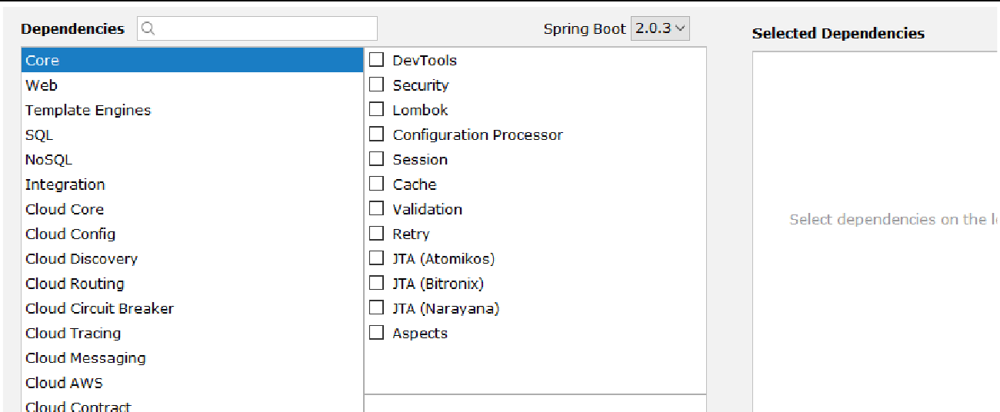 Dependencies
Spring Boot 2.0.3
Selected Dependencies
Core
Web
Template Engines
SQL
NoSQL
Integration
Cloud Core
Cloud Config
Cloud Discovery
Cloud Routing
Cloud Circuit Breaker
Cloud Tracing
Cloud Messaging
Cloud AWS
Cloud Contract
DevTools
Security
Lombok
Configuration Processor
Session
Cache
Validation
Retry
JTA (Atomikos)
JTA (Bitronix)
JTA (Narayana)
Aspects
Select dependencies on the